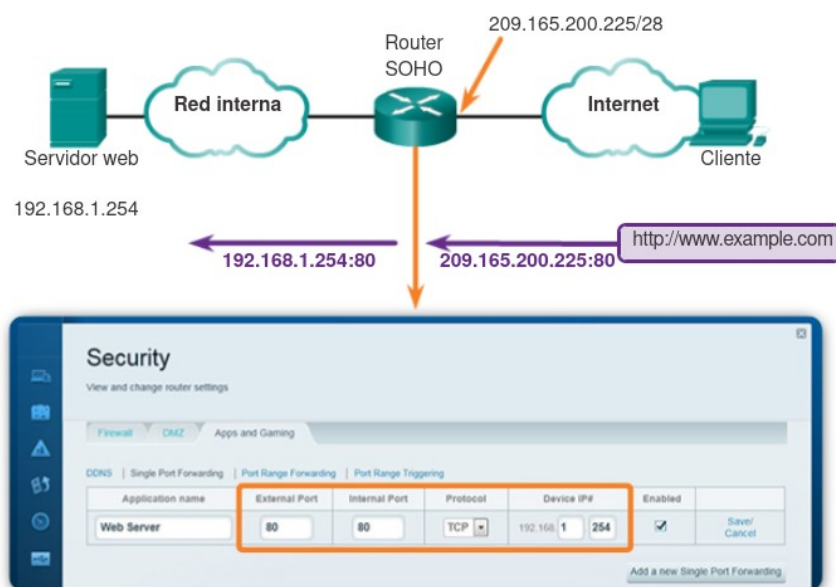 209.165.200.225/28
Router
SOHO
Red interna
Internet
Servidor web
Cliente
192.168.1.254
http://www.example.com
192.168.1.254:80
209.165.200.225:80
Security
View and change router settings
Firewall
DMZ
Apps and Gaming
DDNS | Single Port Forwarding | Port Range Forwarding | Port Range Triggering
Application name External Port Internal Port Protocol Device IP# Enabled
Web Server 80 80 TCP 192.168. 1 254 Save/
Cancel
Add a new Single Port Forwarding